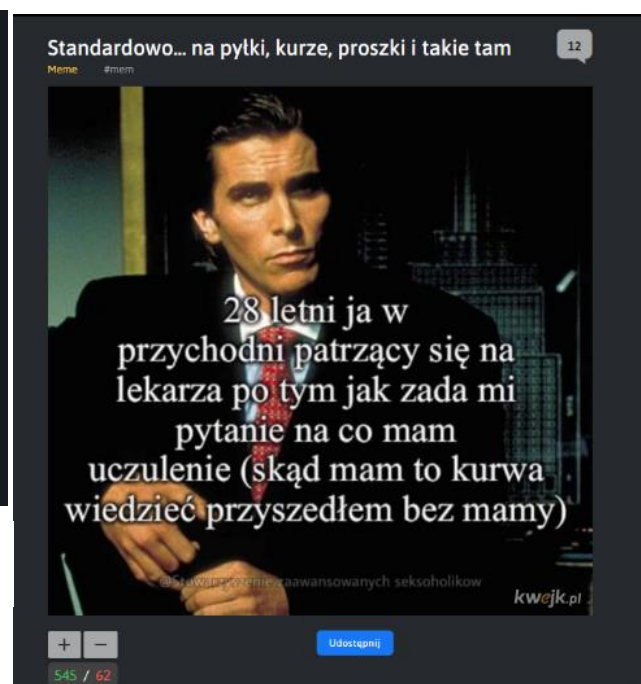 Standardowo... na pyłki, kurze, proszki i takie tam
12
Meme #mem
28 letni ja w
przychodni patrzący się na
lekarza po tym jak zada mi
pytanie na co mam
uczulenie (skąd mam to kurwa
wiedzieć przyszedłem bez mamy)
@Stowarzyszenie zaawansowanych seksoholikow
kwejk.pl
+ −
Udostępnij
545 / 62